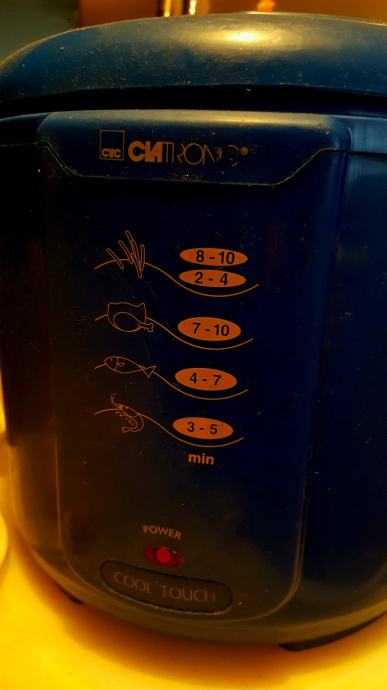 CTC CLATRONIC®
8 - 10
2 - 4
7 - 10
4 - 7
3 - 5
min
POWER
COOL TOUCH